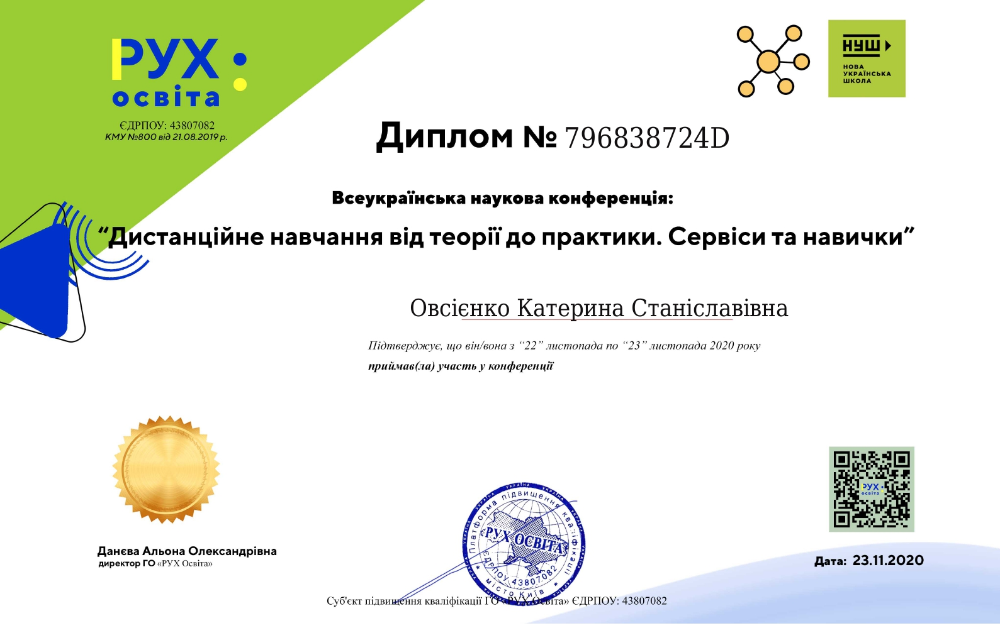 РУХ
освіта
ЄДРПОУ: 43807082
КМУ №800 від 21.08.2019 р.
НУШ
НОВА
УКРАЇНСЬКА
ШКОЛА
Диплом № 796838724D
Всеукраїнська наукова конференція:
“Дистанційне навчання від теорії до практики. Сервіси та навички”
Овсієнко Катерина Станіславівна
Підтверджує, що він/вона з “22” листопада по “23” листопада 2020 року
приймав(ла) участь у конференції
РУХ
освіта
Данєва Альона Олександрівна
директор ГО «РУХ Освіта»
УКРАЇНА УКРАЇНА УКРАЇНА УКРАЇНА
Платформа підвищення кваліфікації
РУХ ОСВІТА
ЄДРПОУ 43807082
* місто Київ *
Дата: 23.11.2020
Суб'єкт підвищення кваліфікації ГО «РУХ Освіта» ЄДРПОУ: 43807082